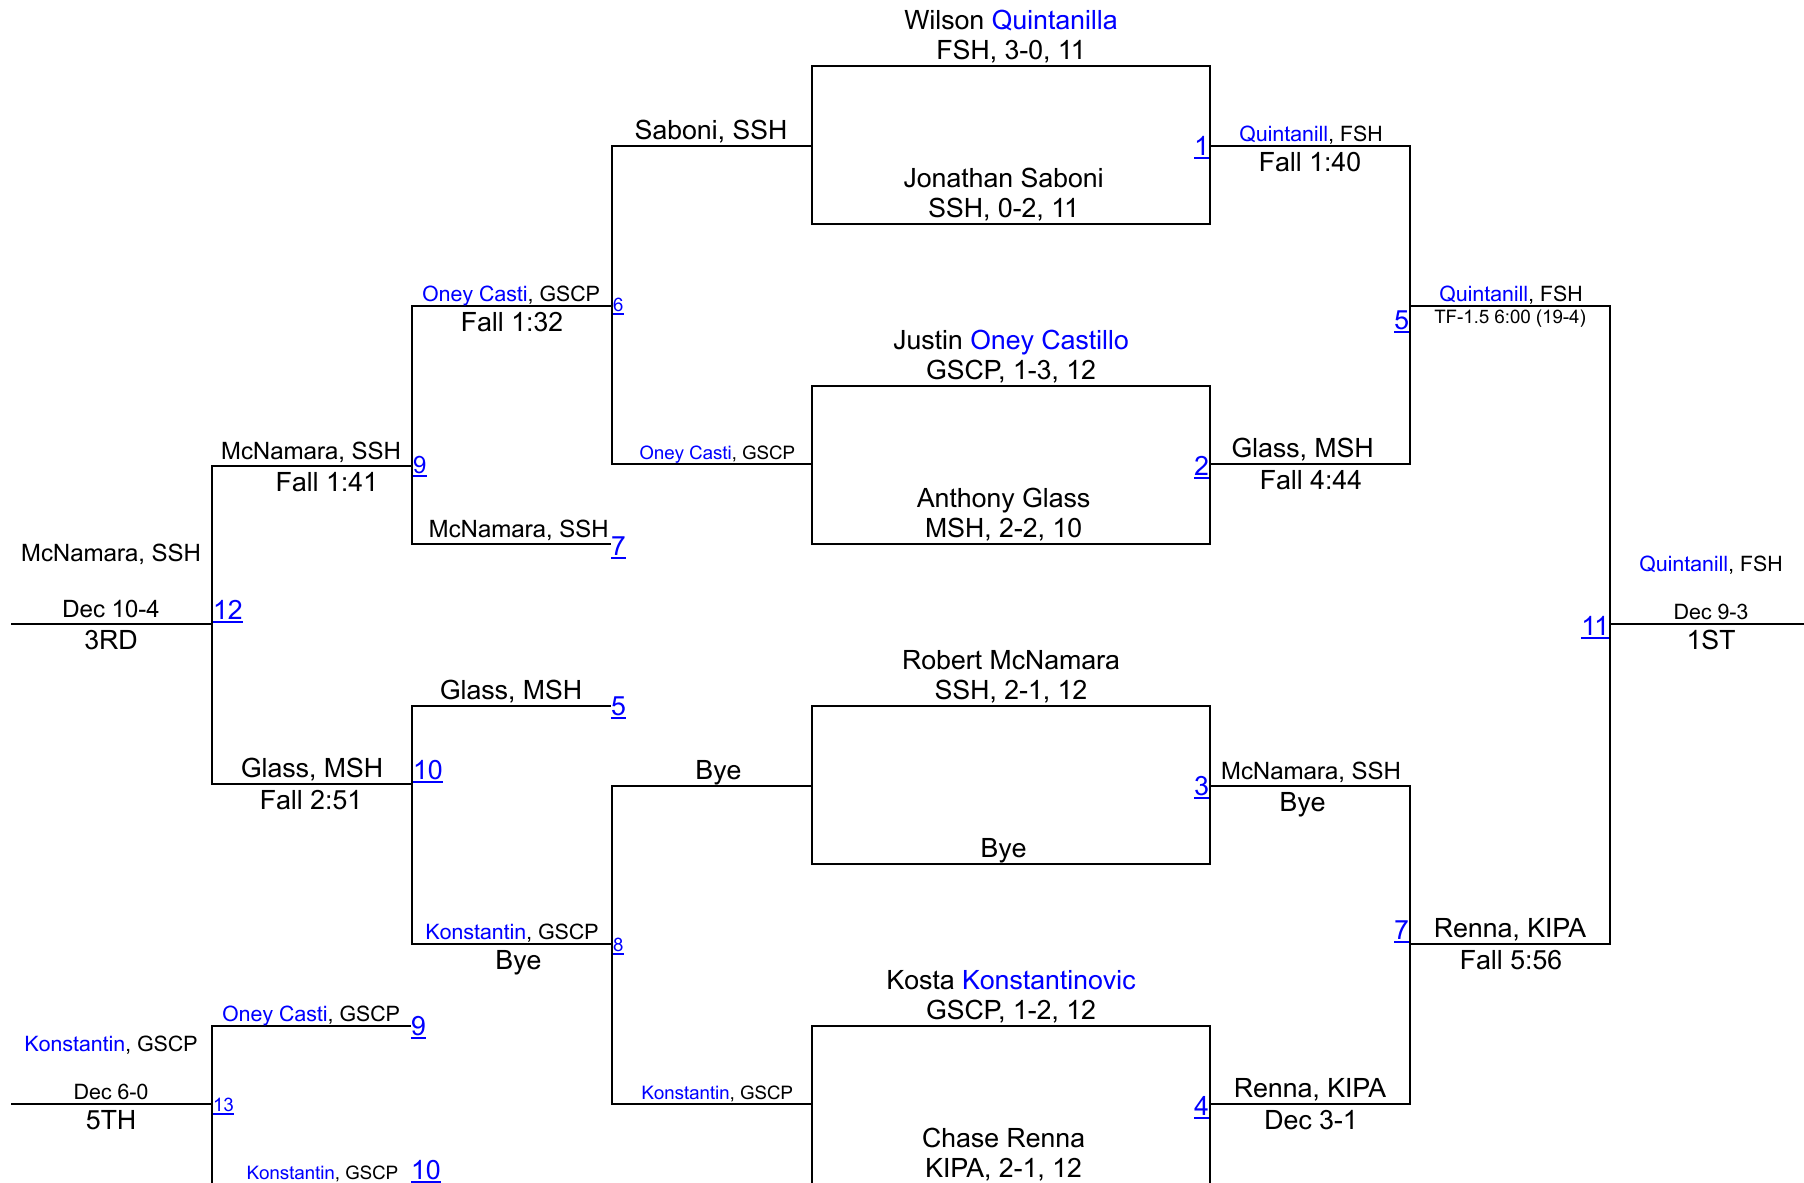 Wilson Quintanilla
FSH, 3-0, 11
Saboni, SSH
1
Quintanill, FSH
Fall 1:40
Jonathan Saboni
SSH, 0-2, 11
Oney Casti, GSCP
6
Fall 1:32
Quintanill, FSH
5
TF-1.5 6:00 (19-4)
Justin Oney Castillo
GSCP, 1-3, 12
McNamara, SSH
9
Fall 1:41
Oney Casti, GSCP
2
Glass, MSH
Fall 4:44
Anthony Glass
MSH, 2-2, 10
McNamara, SSH
7
McNamara, SSH
Dec 10-4
12
3RD
Quintanill, FSH
Dec 9-3
11
1ST
Robert McNamara
SSH, 2-1, 12
Glass, MSH
5
Glass, MSH
10
Fall 2:51
Bye
3
McNamara, SSH
Bye
Bye
Konstantin, GSCP
8
Bye
7
Renna, KIPA
Fall 5:56
Kosta Konstantinovic
GSCP, 1-2, 12
Oney Casti, GSCP
9
Konstantin, GSCP
Dec 6-0
13
5TH
Konstantin, GSCP
4
Renna, KIPA
Dec 3-1
Chase Renna
KIPA, 2-1, 12
Konstantin, GSCP
10